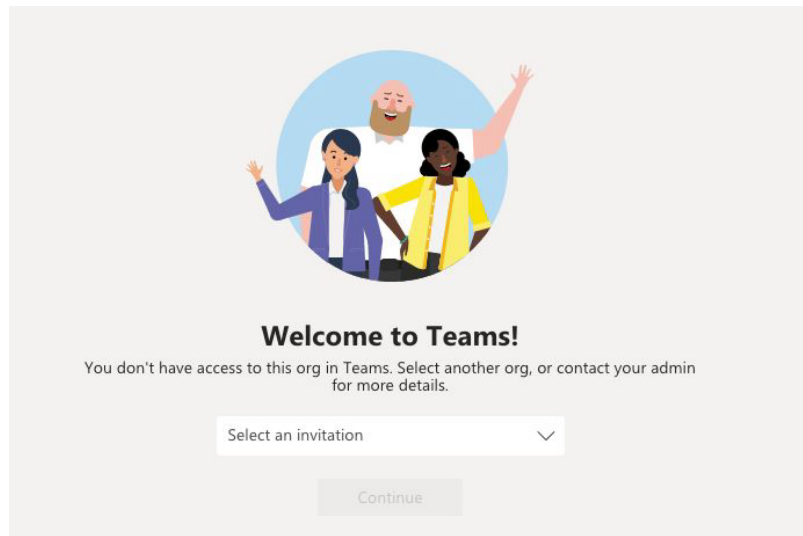 Welcome to Teams!
You don't have access to this org in Teams. Select another org, or contact your admin
for more details.
Select an invitation
Continue